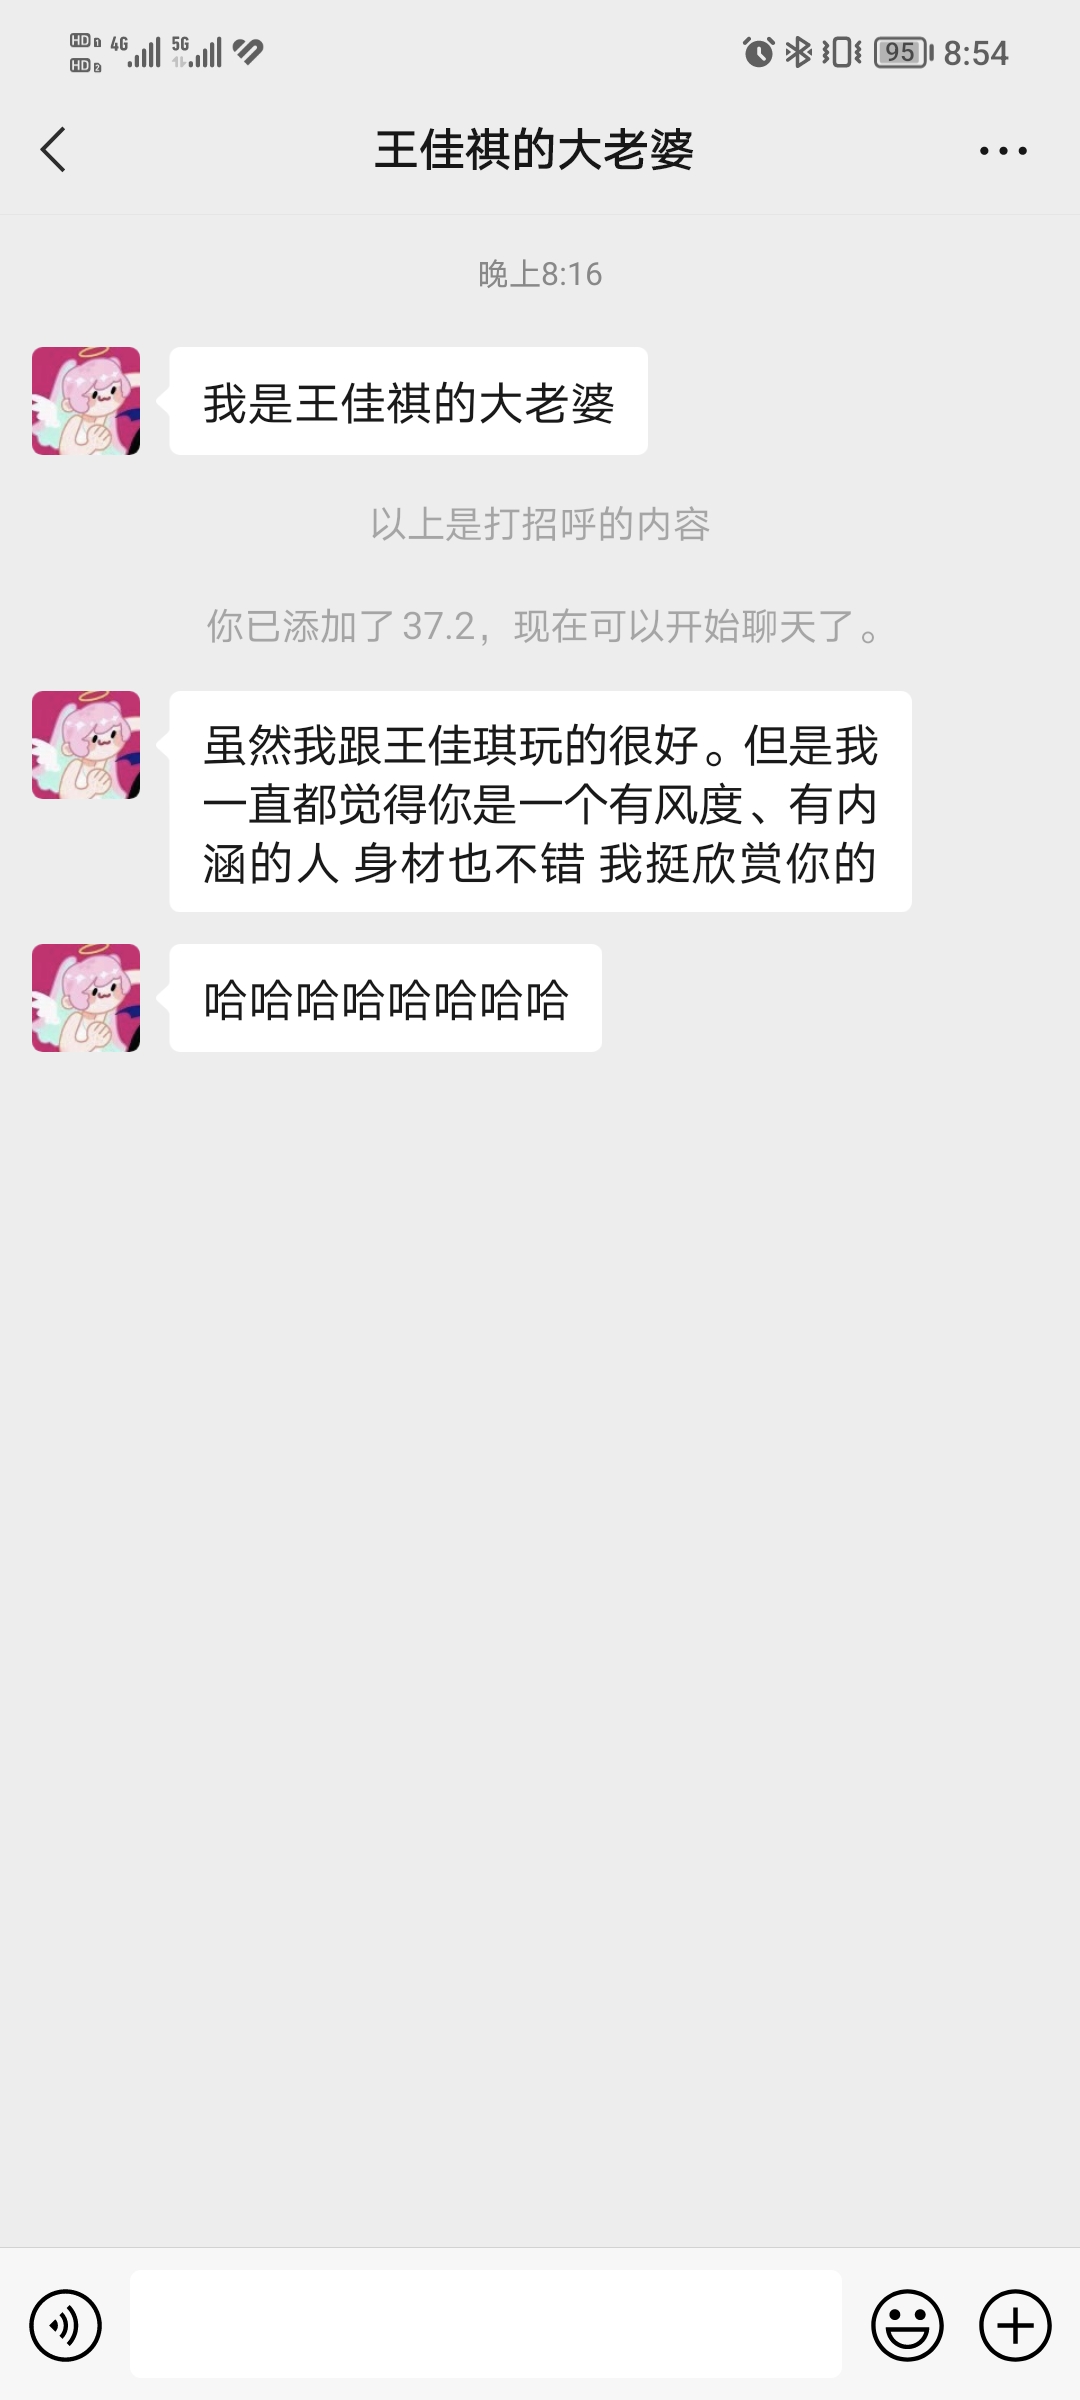 HD 1 4G 5G
HD 2
95 8:54
王佳祺的大老婆
晚上8:16
我是王佳祺的大老婆
以上是打招呼的内容
你已添加了37.2，现在可以开始聊天了。
虽然我跟王佳琪玩的很好。但是我
一直都觉得你是一个有风度、有内
涵的人 身材也不错 我挺欣赏你的
哈哈哈哈哈哈哈哈